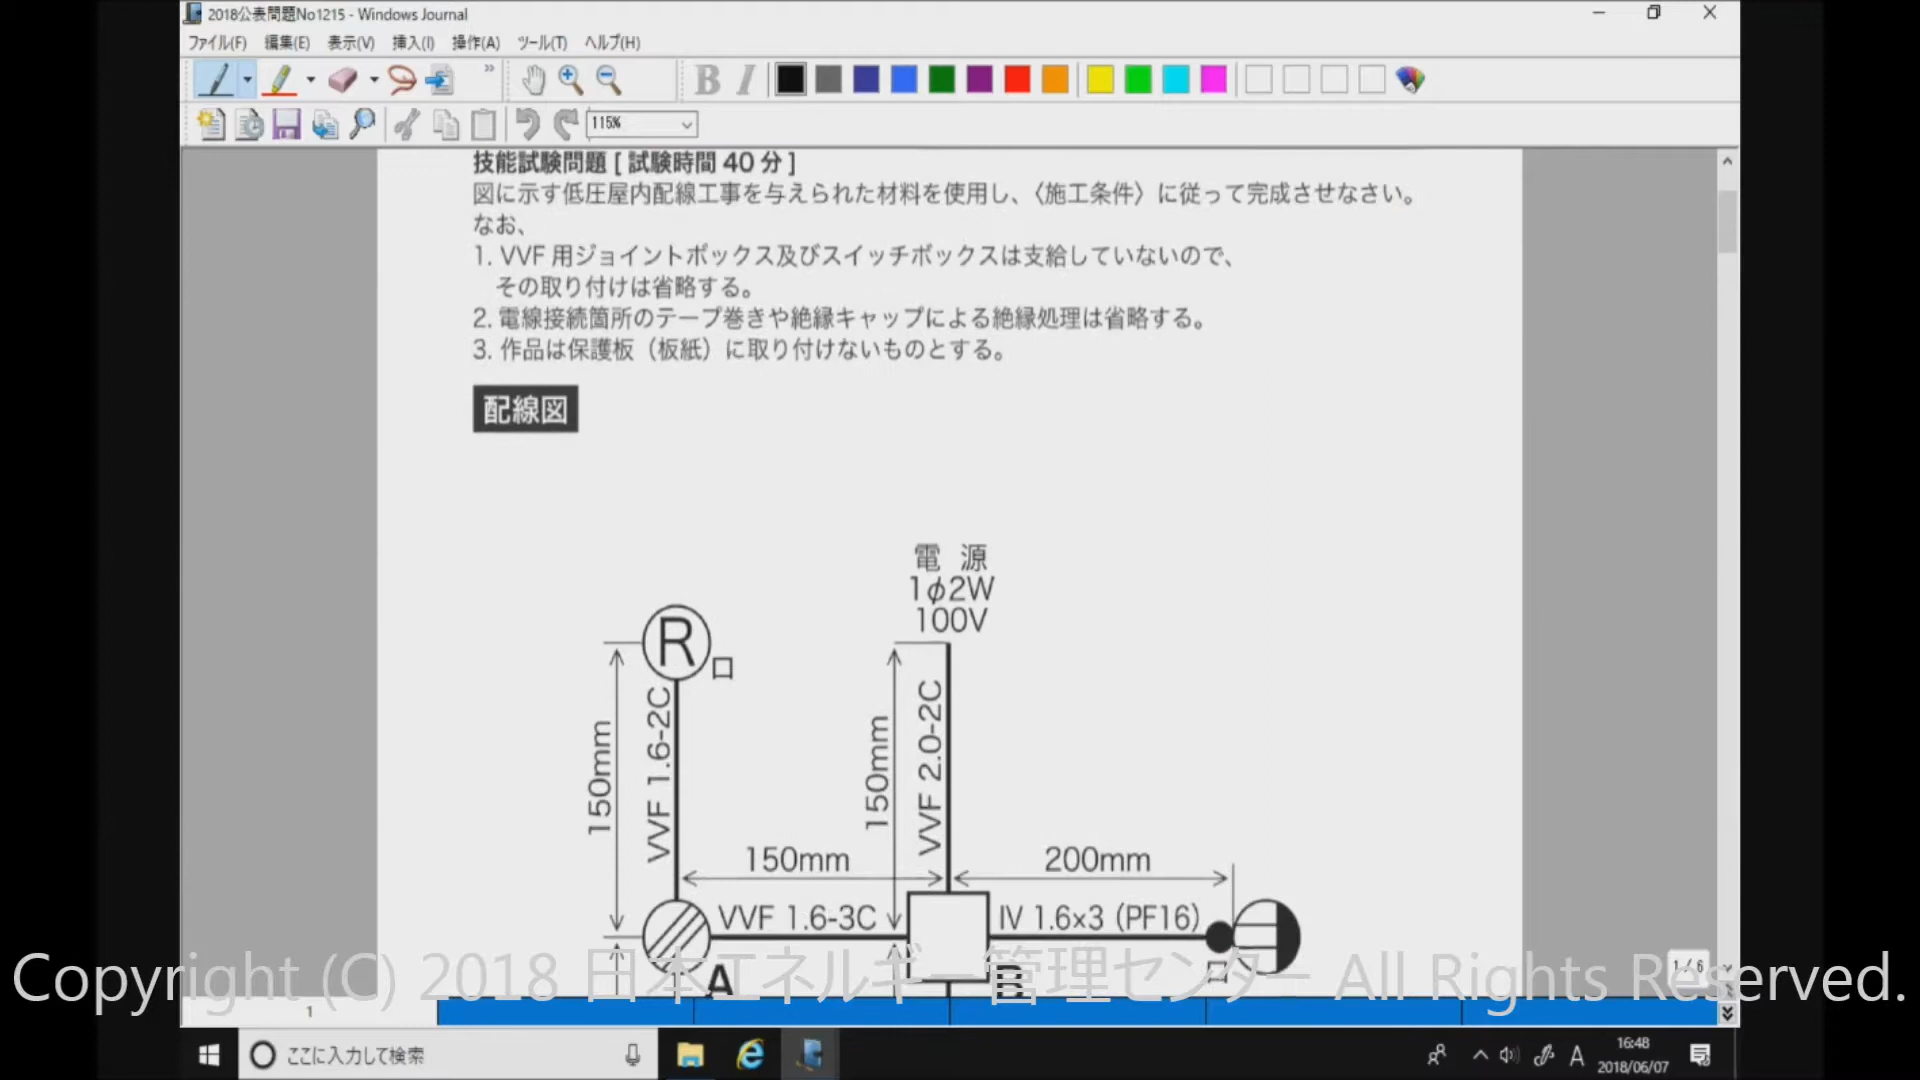 2018公表問題No1215 - Windows Journal
ファイル(F) 編集(E) 表示(V) 挿入(I) 操作(A) ツール(T) ヘルプ(H)
B I
115%
技能試験問題 [ 試験時間 40 分 ]
図に示す低圧屋内配線工事を与えられた材料を使用し、〈施工条件〉に従って完成させなさい。
なお、
1. VVF 用ジョイントボックス及びスイッチボックスは支給していないので、
その取り付けは省略する。
2. 電線接続箇所のテープ巻きや絶縁キャップによる絶縁処理は省略する。
3. 作品は保護板（板紙）に取り付けないものとする。
配線図
電 源
1φ2W
100V
R
ロ
150mm
VVF 1.6-2C
150mm
VVF 2.0-2C
150mm
200mm
VVF 1.6-3C
IV 1.6×3 (PF16)
A
B
ロ
1 / 6
Copyright (C) 2018 日本エネルギー管理センター All Rights Reserved.
1
ここに入力して検索
A
16:48
2018/06/07